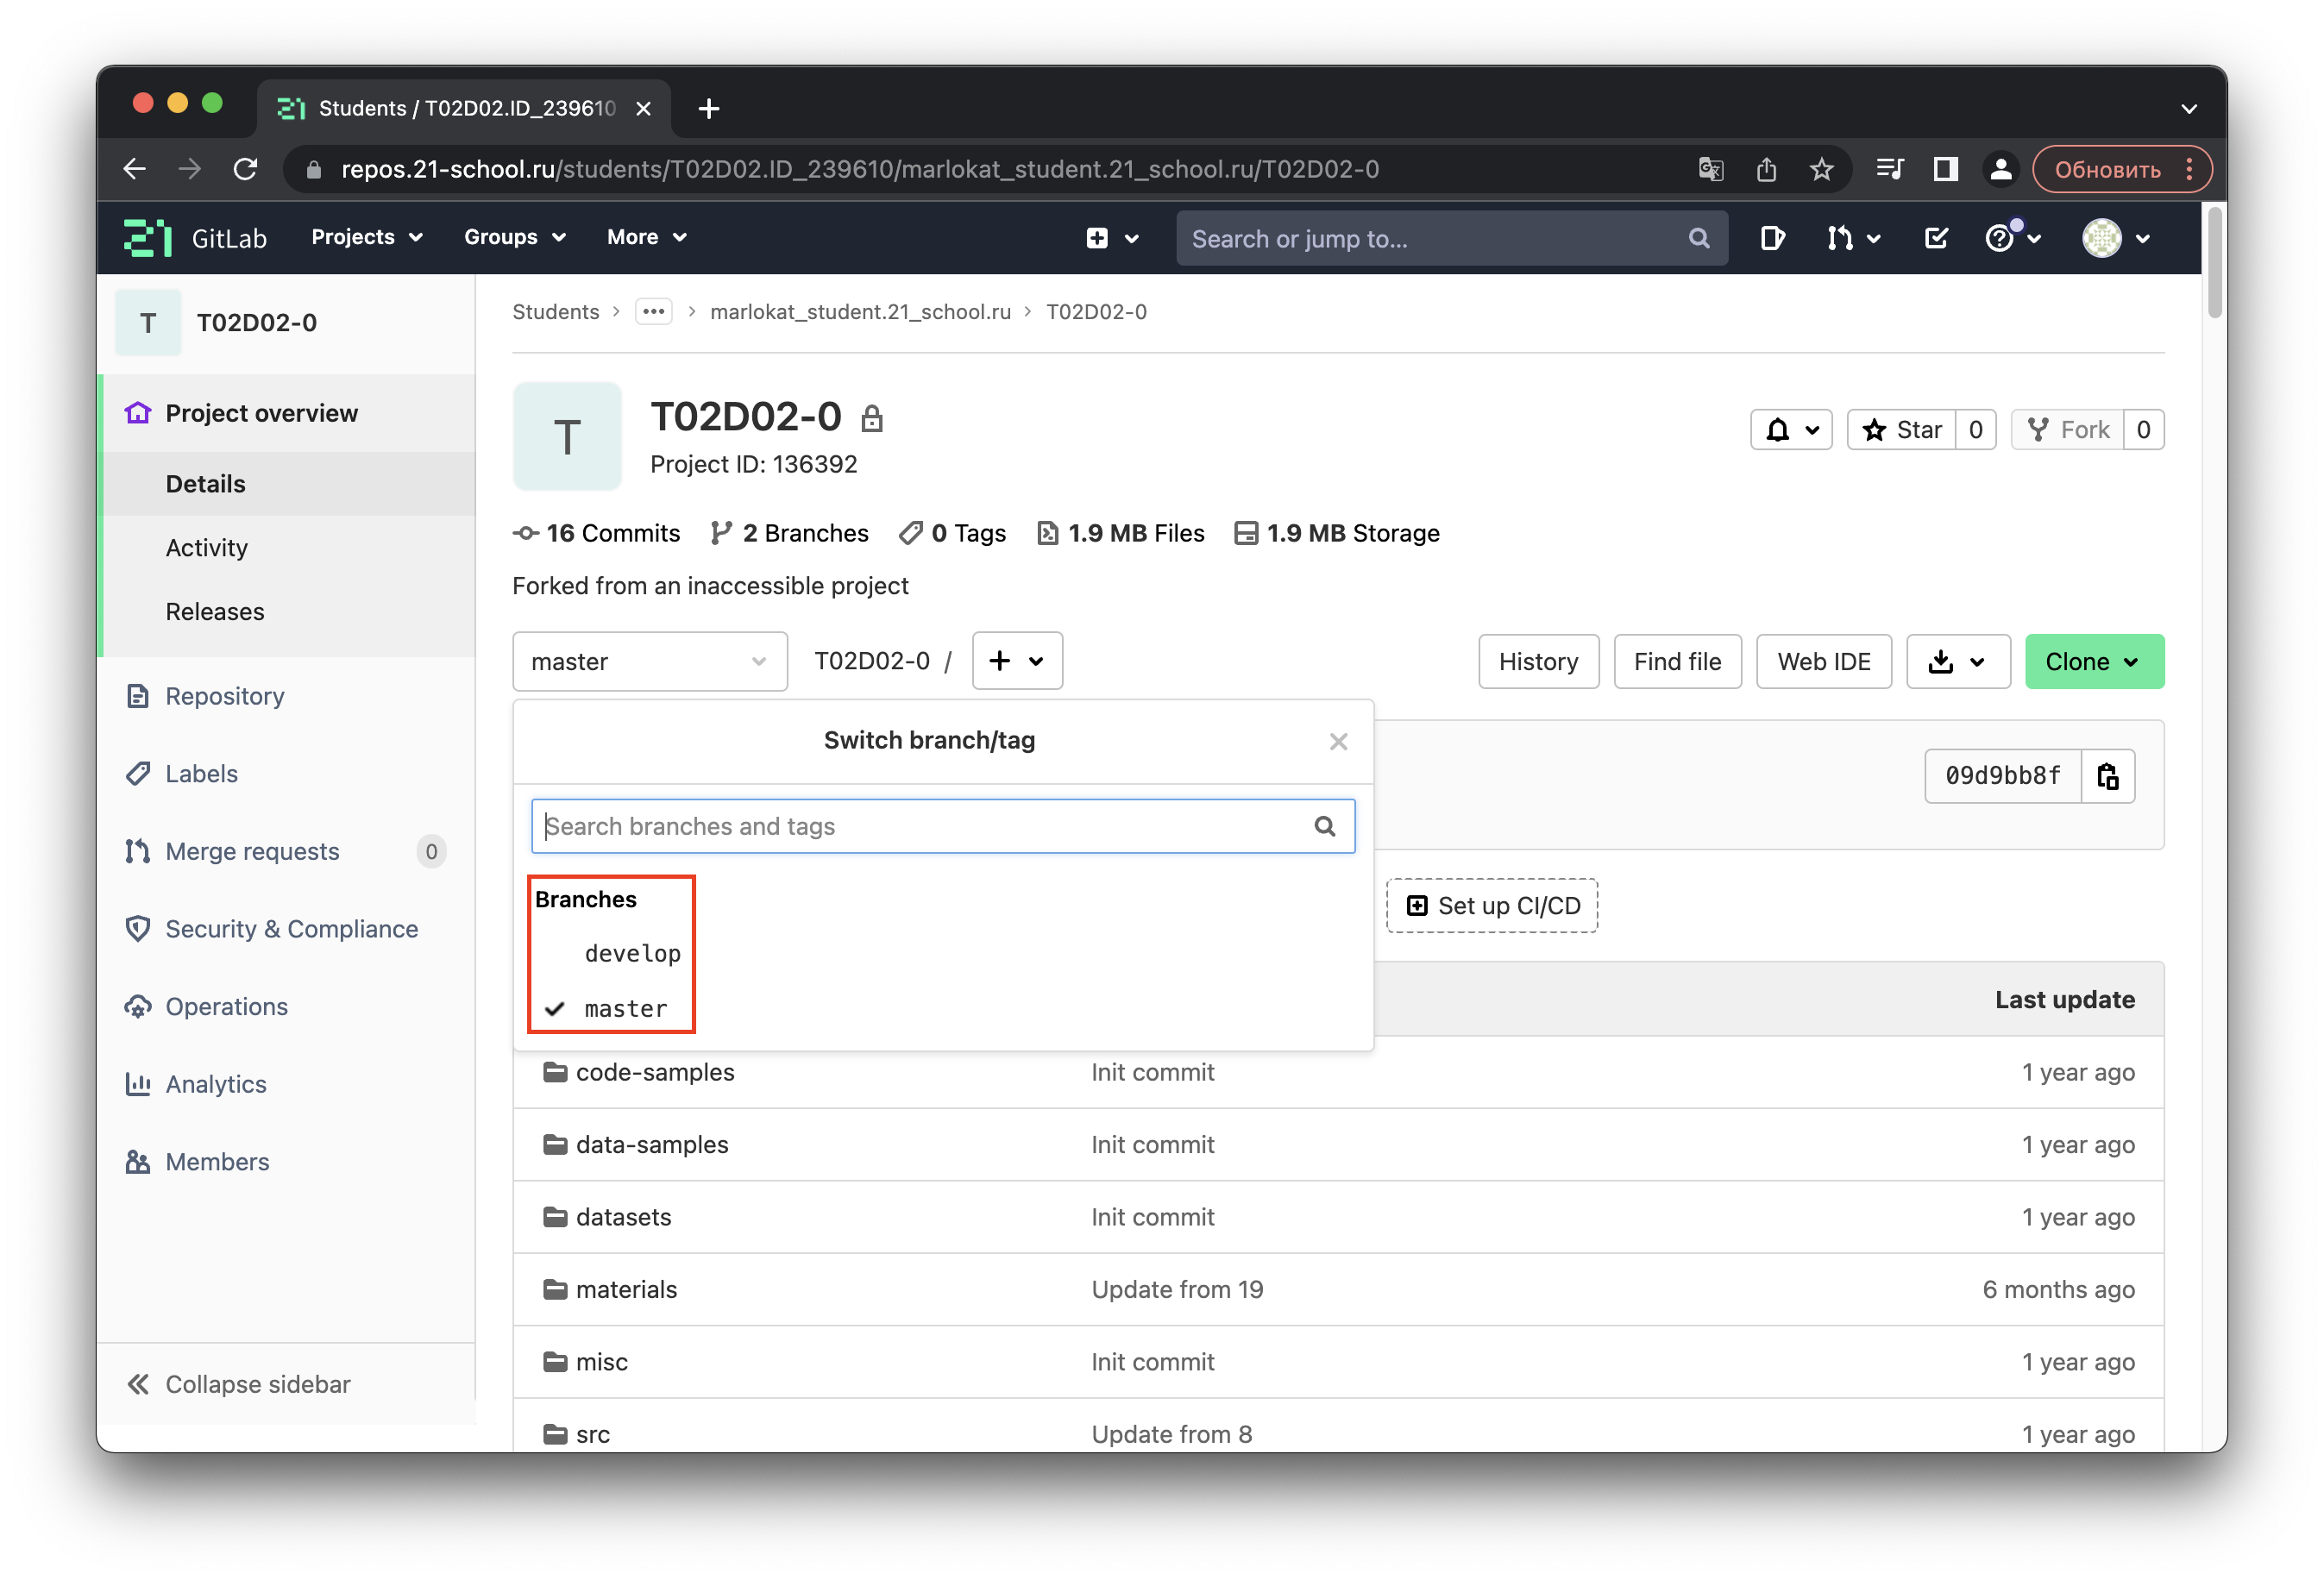 Students / T02D02.ID_239610
repos.21-school.ru/students/T02D02.ID_239610/marlokat_student.21_school.ru/T02D02-0
Обновить
21 GitLab Projects Groups More Search or jump to...
T T02D02-0
Project overview
Details
Activity
Releases
Repository
Labels
Merge requests 0
Security & Compliance
Operations
Analytics
Members
Collapse sidebar
Students > ... > marlokat_student.21_school.ru > T02D02-0
T
T02D02-0
Project ID: 136392
Star 0 Fork 0
16 Commits 2 Branches 0 Tags 1.9 MB Files 1.9 MB Storage
Forked from an inaccessible project
master T02D02-0 / + History Find file Web IDE Clone
Switch branch/tag
09d9bb8f
Search branches and tags
Branches
develop
master
Set up CI/CD
Last update
code-samples Init commit 1 year ago
data-samples Init commit 1 year ago
datasets Init commit 1 year ago
materials Update from 19 6 months ago
misc Init commit 1 year ago
src Update from 8 1 year ago